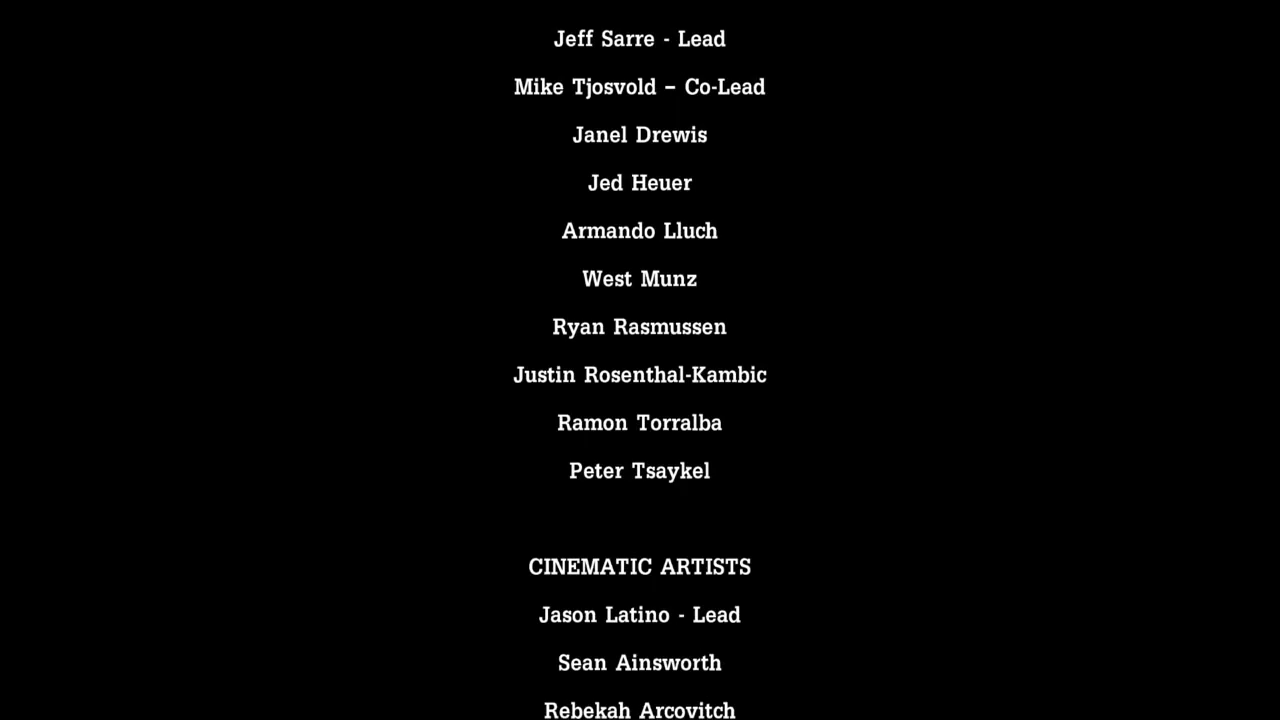 Jeff Sarre - Lead
Mike Tjosvold – Co-Lead
Janel Drewis
Jed Heuer
Armando Lluch
West Munz
Ryan Rasmussen
Justin Rosenthal-Kambic
Ramon Torralba
Peter Tsaykel
CINEMATIC ARTISTS
Jason Latino - Lead
Sean Ainsworth
Rebekah Arcovitch